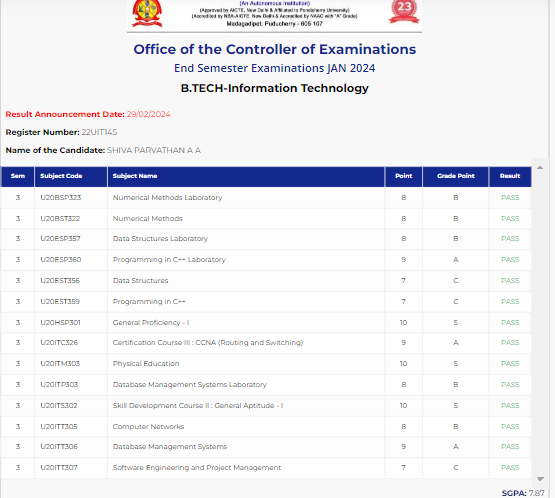 (An Autonomous Institution)
(Approved by AICTE, New Delhi & Affiliated to Pondicherry University)
(Accredited by NBA-AICTE, New Delhi & Accredited by NAAC with "A" Grade)
Madagadipet, Puducherry - 605 107
23
Office of the Controller of Examinations
End Semester Examinations JAN 2024
B.TECH-Information Technology
Result Announcement Date: 29/02/2024
Register Number: 22UIT145
Name of the Candidate: SHIVA PARVATHAN A A
Sem Subject Code Subject Name Point Grade Point Result
3 U20BSP323 Numerical Methods Laboratory 8 B PASS
3 U20BST322 Numerical Methods 8 B PASS
3 U20ESP357 Data Structures Laboratory 8 B PASS
3 U20ESP360 Programming in C++ Laboratory 9 A PASS
3 U20EST356 Data Structures 7 C PASS
3 U20EST359 Programming in C++ 7 C PASS
3 U20HSP301 General Proficiency - I 10 S PASS
3 U20ITC326 Certification Course III : CCNA (Routing and Switching) 9 A PASS
3 U20ITM303 Physical Education 10 S PASS
3 U20ITP303 Database Management Systems Laboratory 8 B PASS
3 U20ITS302 Skill Development Course II : General Aptitude - I 10 S PASS
3 U20ITT305 Computer Networks 8 B PASS
3 U20ITT306 Database Management Systems 9 A PASS
3 U20ITT307 Software Engineering and Project Management 7 C PASS
SGPA: 7.87